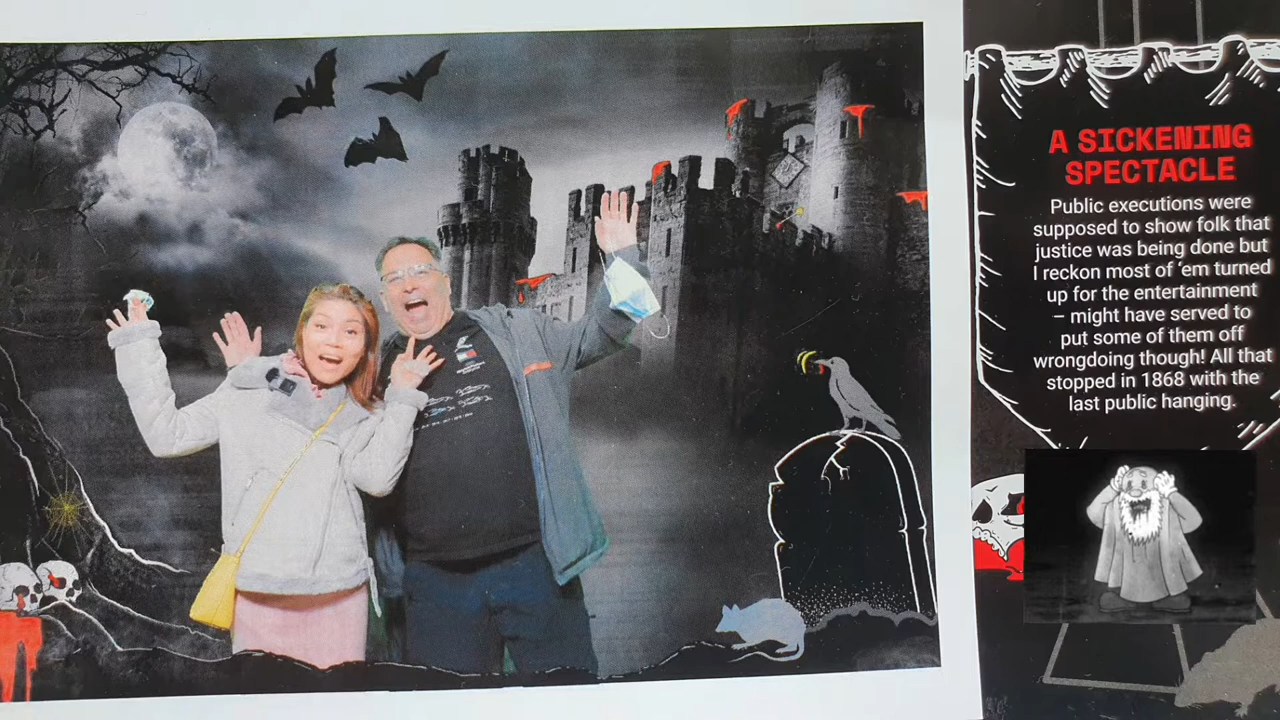 A SICKENING
SPECTACLE
Public executions were
supposed to show folk that
justice was being done but
I reckon most of ‘em turned
up for the entertainment
– might have served to
put some of them off
wrongdoing though! All that
stopped in 1868 with the
last public hanging.